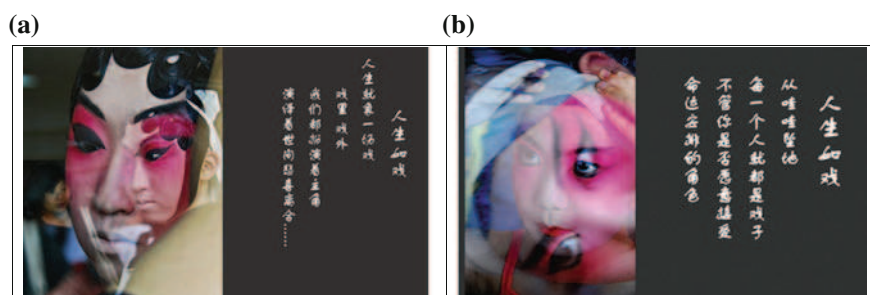 (a)
人生如戏
人生就象一场戏
戏里戏外
我们都扮演着主角
演绎着世间悲喜离合……
(b)
人生如戏
从哇哇坠地
每一个人就都是戏子
不管你是否愿意接受
命运安排的角色